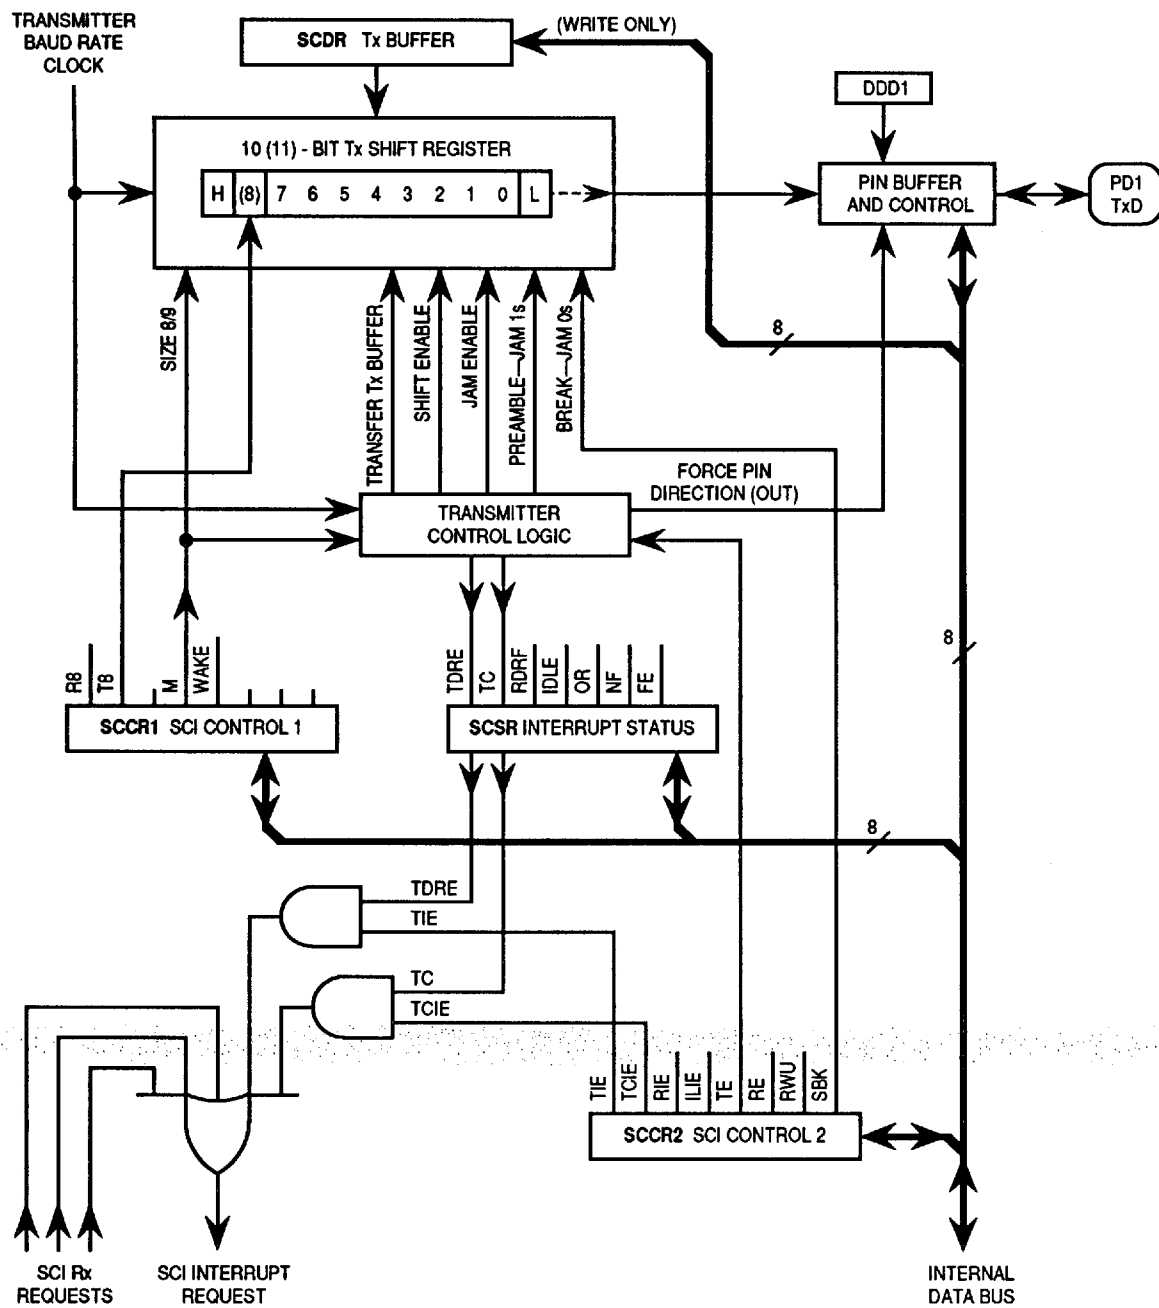 TRANSMITTER
BAUD RATE
CLOCK
SCDR Tx BUFFER
(WRITE ONLY)
DDD1
10 (11) - BIT Tx SHIFT REGISTER
H (8) 7 6 5 4 3 2 1 0 L
PIN BUFFER
AND CONTROL
PD1
TxD
SIZE 8/9
TRANSFER Tx BUFFER
SHIFT ENABLE
JAM ENABLE
PREAMBLE—JAM 1s
BREAK—JAM 0s
8
FORCE PIN
DIRECTION (OUT)
TRANSMITTER
CONTROL LOGIC
8
R8
T8
M
WAKE
TDRE
TC
RDRF
IDLE
OR
NF
FE
SCCR1 SCI CONTROL 1
SCSR INTERRUPT STATUS
8
TDRE
TIE
TC
TCIE
TIE
TCIE
RIE
ILIE
TE
RE
RWU
SBK
SCCR2 SCI CONTROL 2
SCI Rx
REQUESTS
SCI INTERRUPT
REQUEST
INTERNAL
DATA BUS